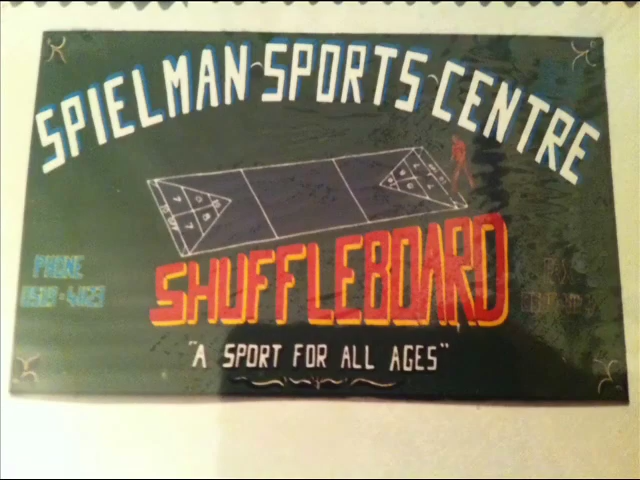 SPIELMAN-SPORTS-CENTRE
SHUFFLEBOARD
PHONE
"A SPORT FOR ALL AGES"